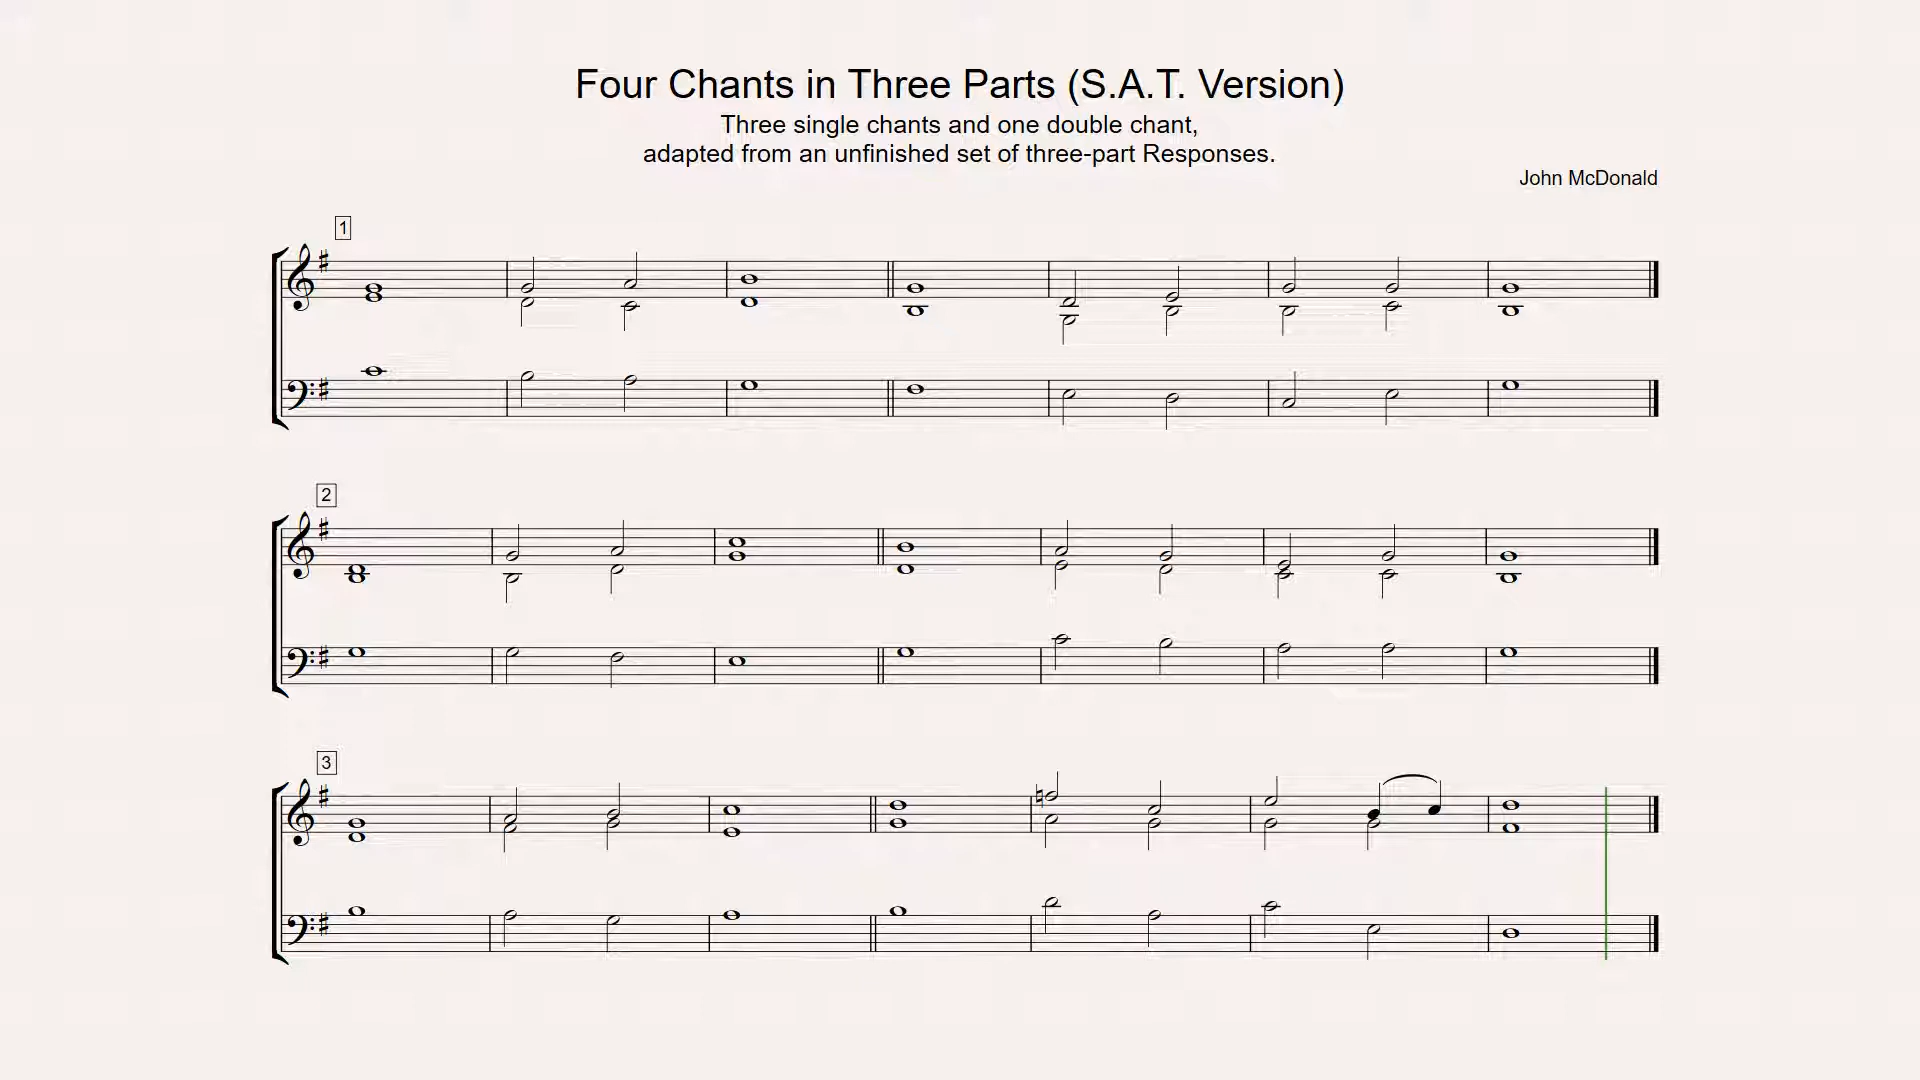 Four Chants in Three Parts (S.A.T. Version)
Three single chants and one double chant,
adapted from an unfinished set of three-part Responses.
John McDonald
1
2
3